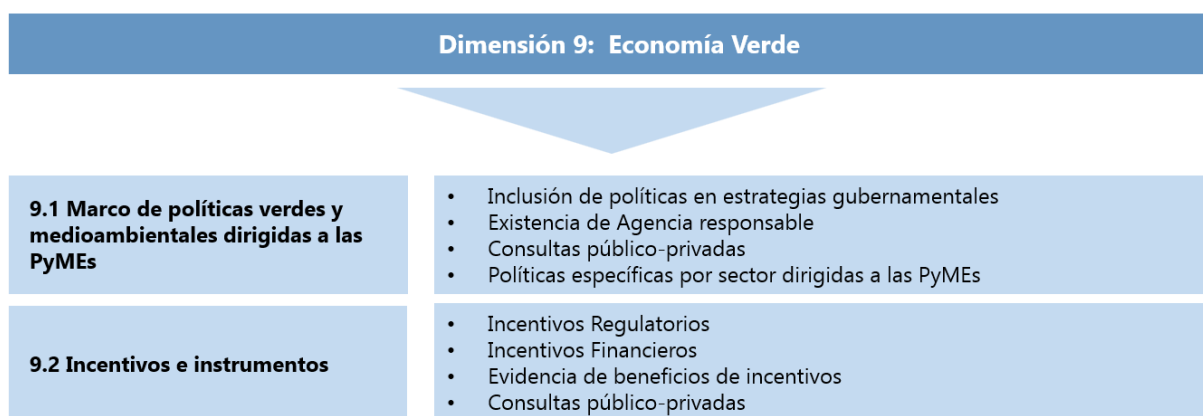 Dimensión 9:  Economía Verde
9.1 Marco de políticas verdes y
medioambientales dirigidas a las
PyMEs
• Inclusión de políticas en estrategias gubernamentales
• Existencia de Agencia responsable
• Consultas público-privadas
• Políticas específicas por sector dirigidas a las PyMEs
9.2 Incentivos e instrumentos
• Incentivos Regulatorios
• Incentivos Financieros
• Evidencia de beneficios de incentivos
• Consultas público-privadas